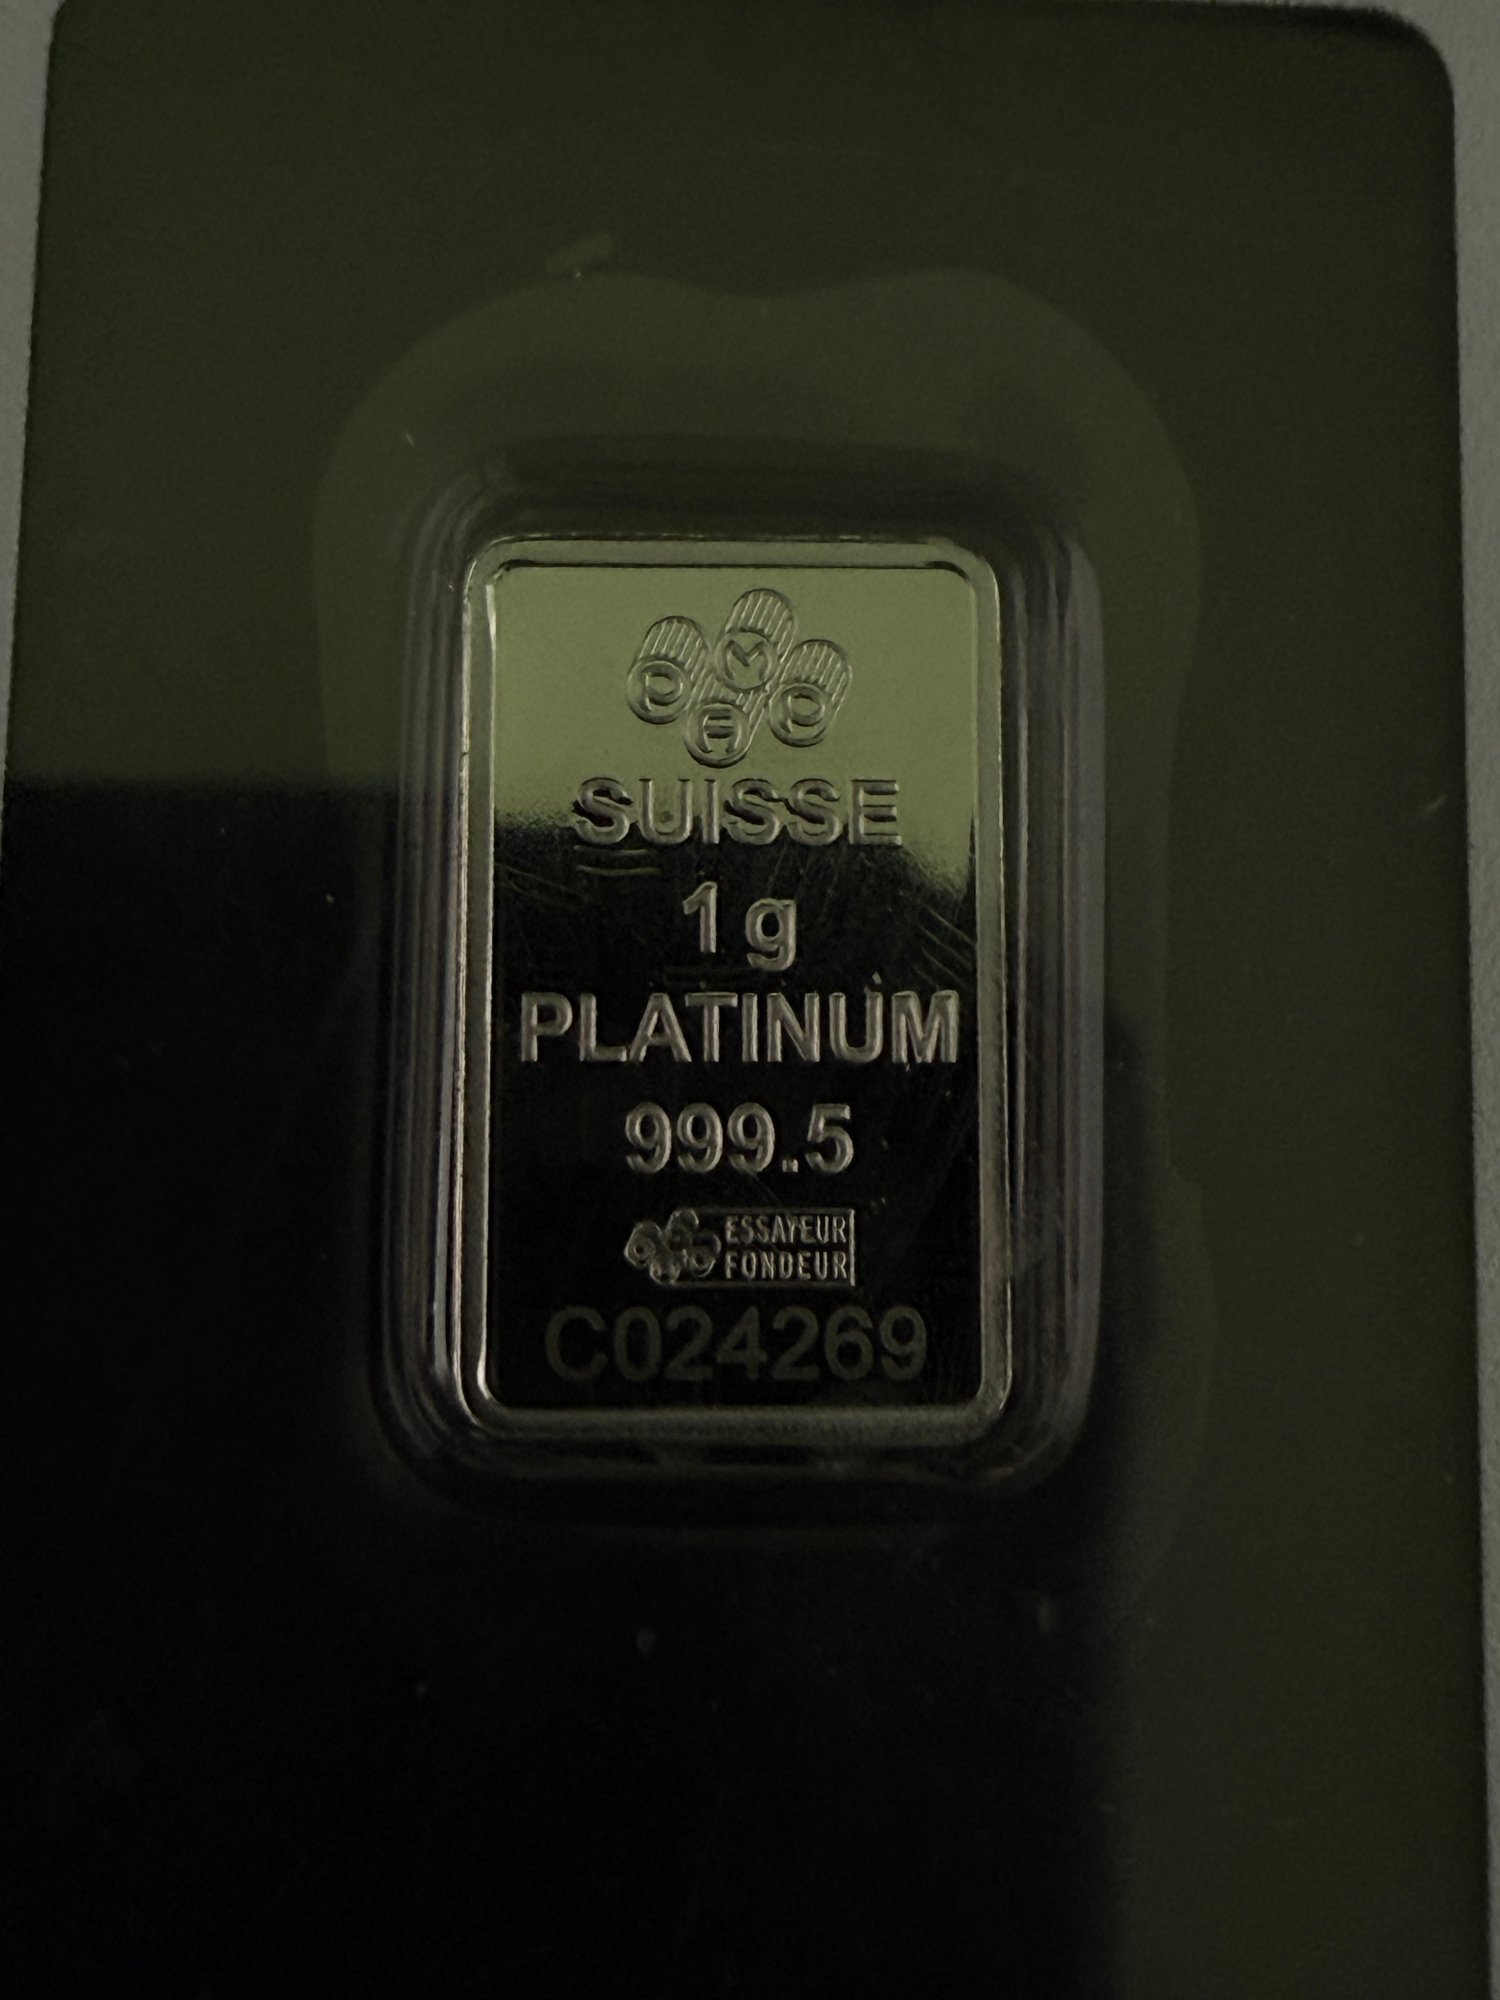 PAMP
SUISSE
1g
PLATINUM
999.5
ESSAYEUR
FONDEUR
C024269